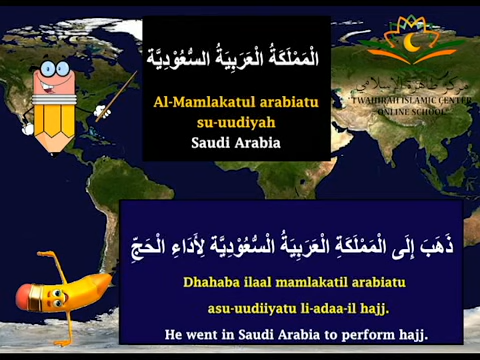 الْمَمْلَكَةُ الْعَرَبِيَةُ السُّعُوْدِيَّة
Al-Mamlakatul arabiatu
su-uudiyah
Saudi Arabia
"TWAHIRAH ISLAMIC CENTER
ONLINE SCHOOL"
ذَهَبَ إِلَى الْمَمْلَكَةِ الْعَرَبِيَةُ الْسُّعُوْدِيَّة لِأَدَاءِ الْحَجِّ
Dhahaba ilaal mamlakatil arabiatu
asu-uudiiyatu li-adaa-il hajj.
He went in Saudi Arabia to perform hajj.